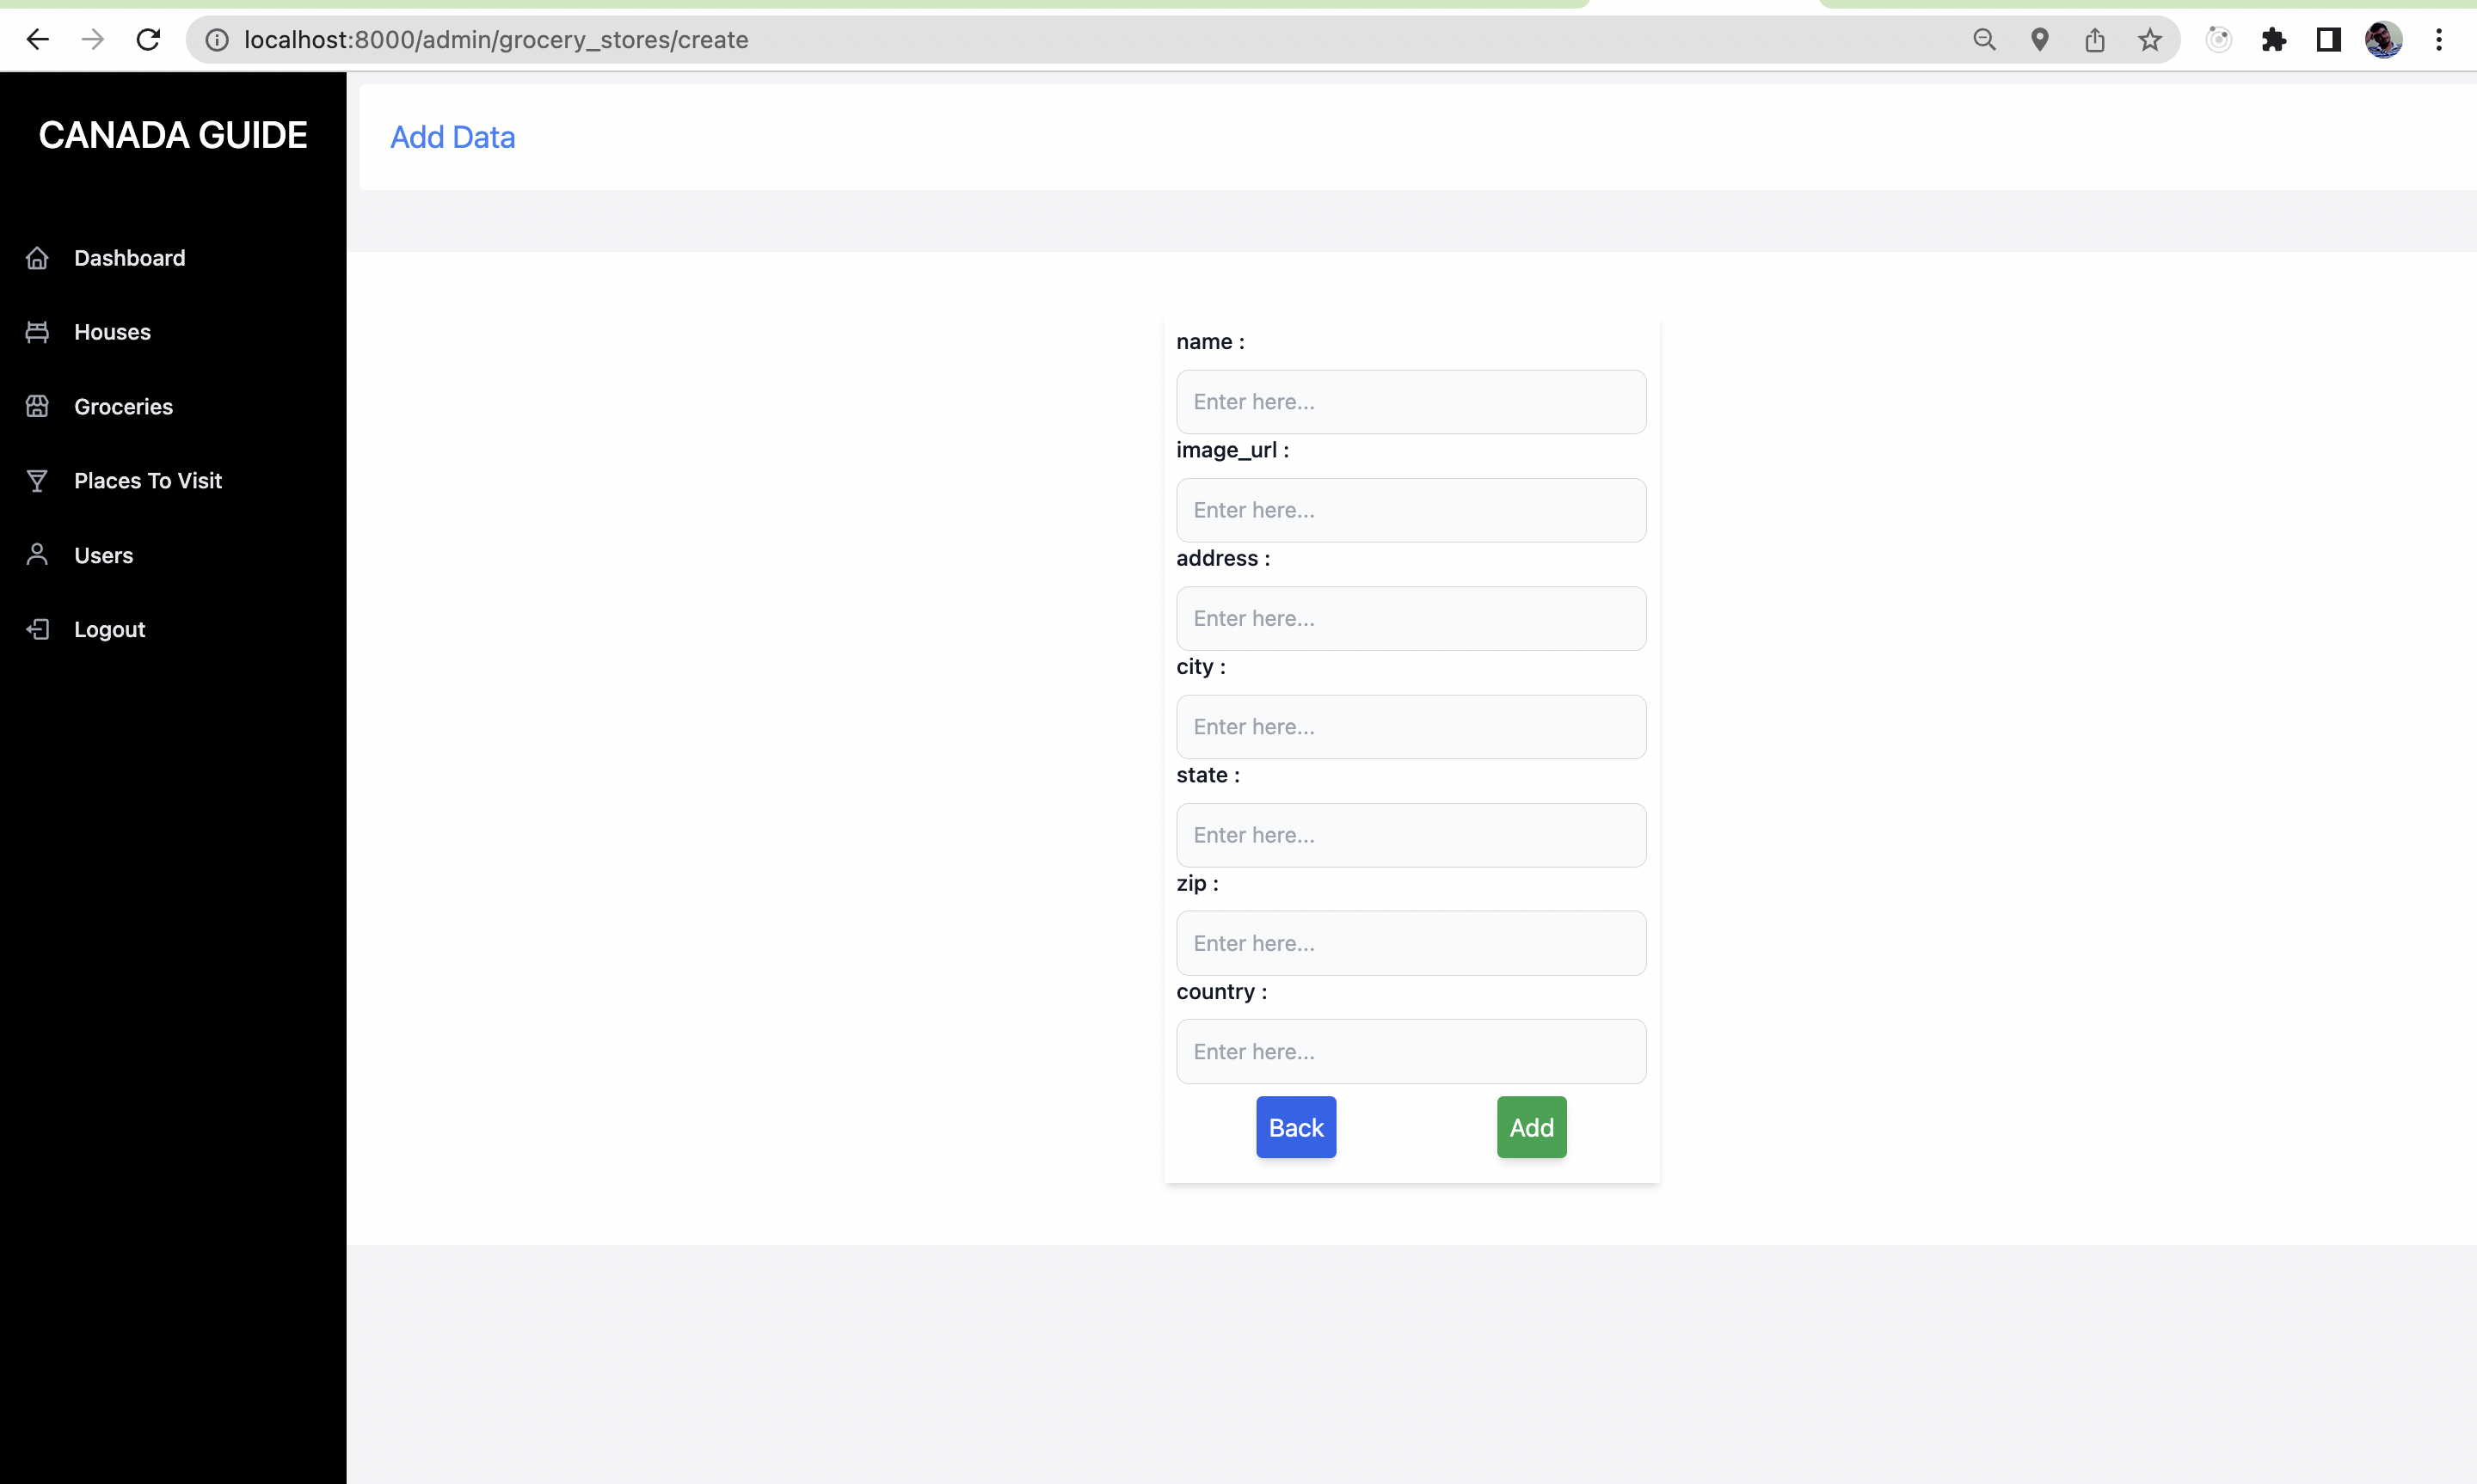 localhost:8000/admin/grocery_stores/create
CANADA GUIDE
Dashboard
Houses
Groceries
Places To Visit
Users
Logout
Add Data
name :
Enter here...
image_url :
Enter here...
address :
Enter here...
city :
Enter here...
state :
Enter here...
zip :
Enter here...
country :
Enter here...
Back Add